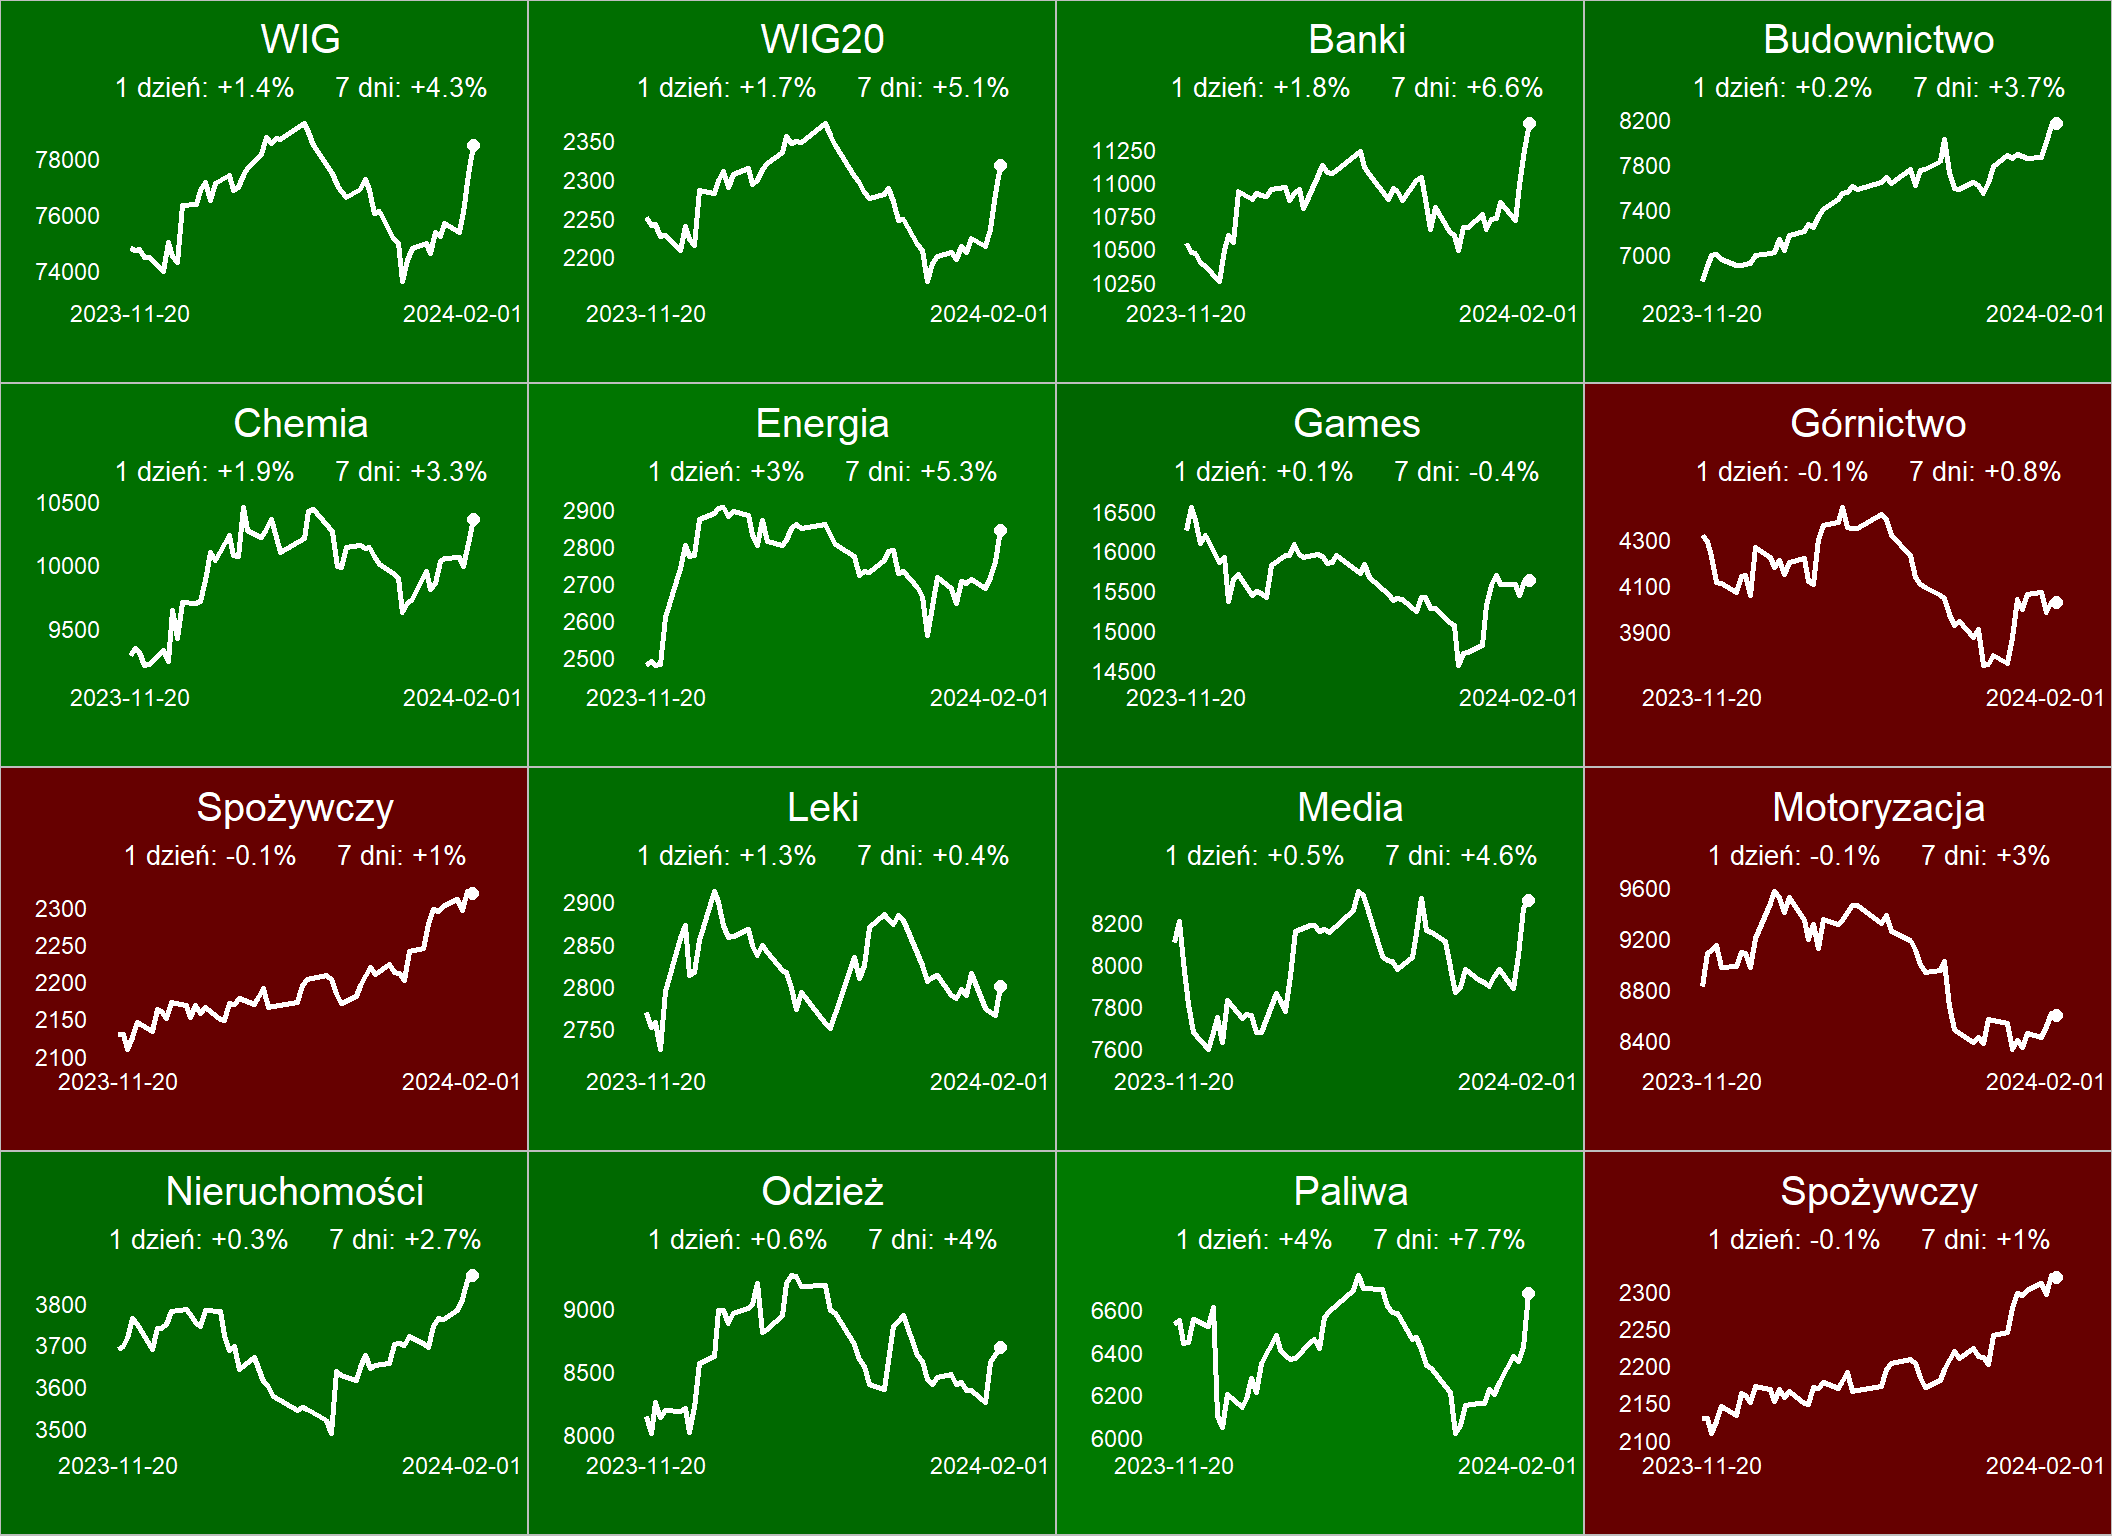 WIG
1 dzień: +1.4% 7 dni: +4.3%
78000
76000
74000
2023-11-20 2024-02-01
WIG20
1 dzień: +1.7% 7 dni: +5.1%
2350
2300
2250
2200
2023-11-20 2024-02-01
Banki
1 dzień: +1.8% 7 dni: +6.6%
11250
11000
10750
10500
10250
2023-11-20 2024-02-01
Budownictwo
1 dzień: +0.2% 7 dni: +3.7%
8200
7800
7400
7000
2023-11-20 2024-02-01
Chemia
1 dzień: +1.9% 7 dni: +3.3%
10500
10000
9500
2023-11-20 2024-02-01
Energia
1 dzień: +3% 7 dni: +5.3%
2900
2800
2700
2600
2500
2023-11-20 2024-02-01
Games
1 dzień: +0.1% 7 dni: -0.4%
16500
16000
15500
15000
14500
2023-11-20 2024-02-01
Górnictwo
1 dzień: -0.1% 7 dni: +0.8%
4300
4100
3900
2023-11-20 2024-02-01
Spożywczy
1 dzień: -0.1% 7 dni: +1%
2300
2250
2200
2150
2100
2023-11-20 2024-02-01
Leki
1 dzień: +1.3% 7 dni: +0.4%
2900
2850
2800
2750
2023-11-20 2024-02-01
Media
1 dzień: +0.5% 7 dni: +4.6%
8200
8000
7800
7600
2023-11-20 2024-02-01
Motoryzacja
1 dzień: -0.1% 7 dni: +3%
9600
9200
8800
8400
2023-11-20 2024-02-01
Nieruchomości
1 dzień: +0.3% 7 dni: +2.7%
3800
3700
3600
3500
2023-11-20 2024-02-01
Odzież
1 dzień: +0.6% 7 dni: +4%
9000
8500
8000
2023-11-20 2024-02-01
Paliwa
1 dzień: +4% 7 dni: +7.7%
6600
6400
6200
6000
2023-11-20 2024-02-01
Spożywczy
1 dzień: -0.1% 7 dni: +1%
2300
2250
2200
2150
2100
2023-11-20 2024-02-01